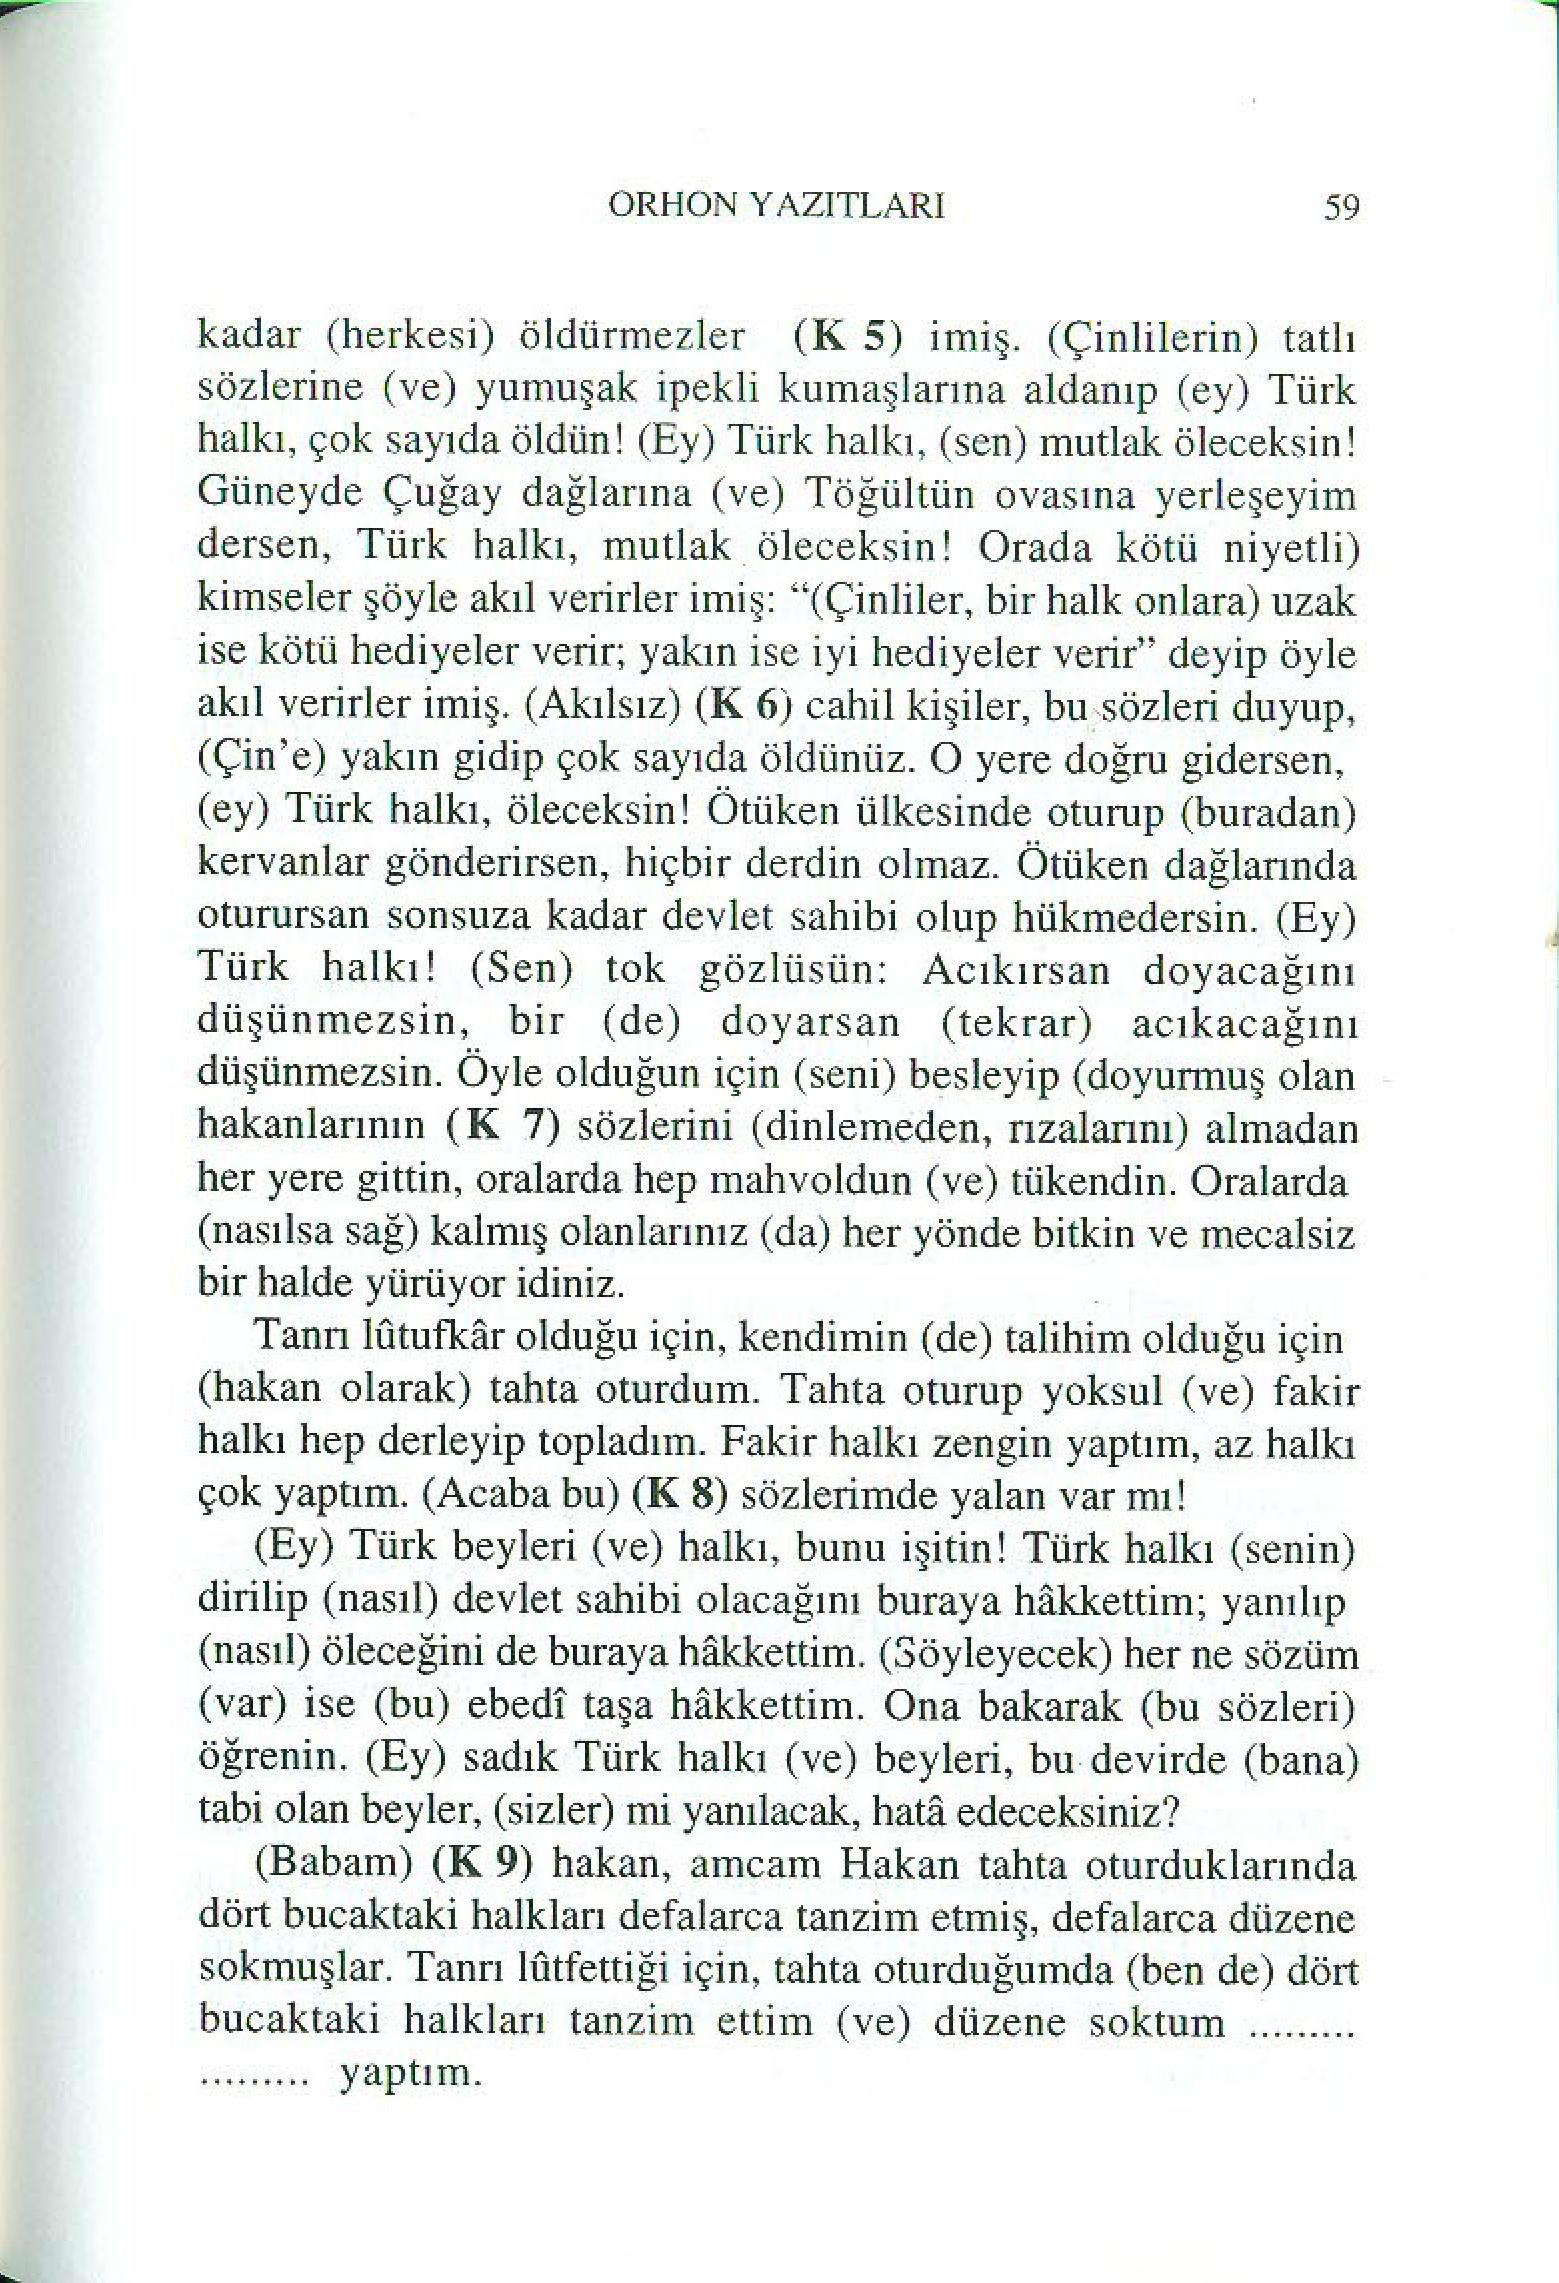 ORHON YAZITLARI 59
kadar (herkesi) öldürmezler (K 5) imiş. (Çinlilerin) tatlı
sözlerine (ve) yumuşak ipekli kumaşlarına aldanıp (ey) Türk
halkı, çok sayıda öldün! (Ey) Türk halkı, (sen) mutlak öleceksin!
Güneyde Çuğay dağlarına (ve) Töğültün ovasına yerleşeyim
dersen, Türk halkı, mutlak öleceksin! Orada kötü niyetli)
kimseler şöyle akıl verirler imiş: “(Çinliler, bir halk onlara) uzak
ise kötü hediyeler verir; yakın ise iyi hediyeler verir” deyip öyle
akıl verirler imiş. (Akılsız) (K 6) cahil kişiler, bu sözleri duyup,
(Çin’e) yakın gidip çok sayıda öldünüz. O yere doğru gidersen,
(ey) Türk halkı, öleceksin! Ötüken ülkesinde oturup (buradan)
kervanlar gönderirsen, hiçbir derdin olmaz. Ötüken dağlarında
oturursan sonsuza kadar devlet sahibi olup hükmedersin. (Ey)
Türk halkı! (Sen) tok gözlüsün: Acıkırsan doyacağını
düşünmezsin, bir (de) doyarsan (tekrar) acıkacağını
düşünmezsin. Öyle olduğun için (seni) besleyip (doyurmuş olan
hakanlarının (K 7) sözlerini (dinlemeden, rızalarını) almadan
her yere gittin, oralarda hep mahvoldun (ve) tükendin. Oralarda
(nasılsa sağ) kalmış olanlarınız (da) her yönde bitkin ve mecalsiz
bir halde yürüyor idiniz.
Tanrı lûtufkâr olduğu için, kendimin (de) talihim olduğu için
(hakan olarak) tahta oturdum. Tahta oturup yoksul (ve) fakir
halkı hep derleyip topladım. Fakir halkı zengin yaptım, az halkı
çok yaptım. (Acaba bu) (K 8) sözlerimde yalan var mı!
(Ey) Türk beyleri (ve) halkı, bunu işitin! Türk halkı (senin)
dirilip (nasıl) devlet sahibi olacağını buraya hâkkettim; yanılıp
(nasıl) öleceğini de buraya hâkkettim. (Söyleyecek) her ne sözüm
(var) ise (bu) ebedî taşa hâkkettim. Ona bakarak (bu sözleri)
öğrenin. (Ey) sadık Türk halkı (ve) beyleri, bu devirde (bana)
tabi olan beyler, (sizler) mi yanılacak, hatâ edeceksiniz?
(Babam) (K 9) hakan, amcam Hakan tahta oturduklarında
dört bucaktaki halkları defalarca tanzim etmiş, defalarca düzene
sokmuşlar. Tanrı lûtfettiği için, tahta oturduğumda (ben de) dört
bucaktaki halkları tanzim ettim (ve) düzene soktum .........
......... yaptım.